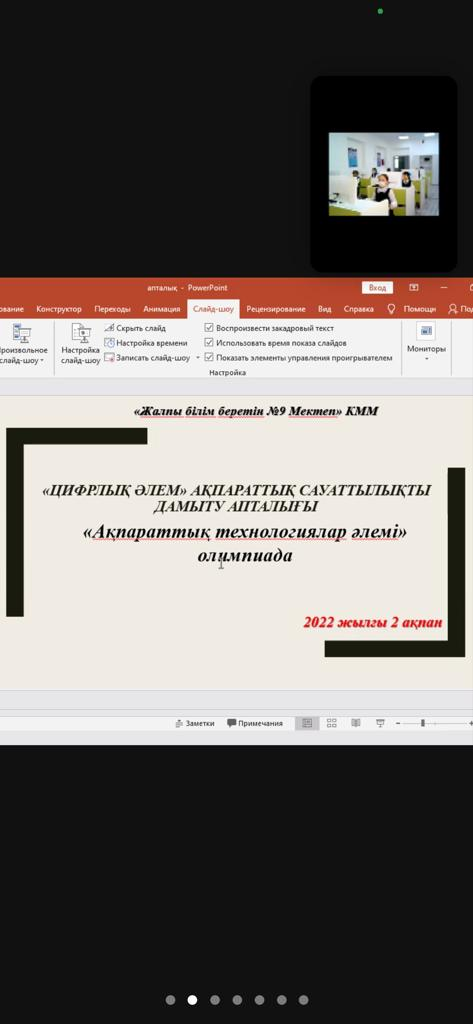 апталық - PowerPoint
Вход
ование Конструктор Переходы Анимация Слайд-шоу Рецензирование Вид Справка Помощн Под
Скрыть слайд
Настройка времени
Записать слайд-шоу
роизвольное
слайд-шоу
Настройка
слайд-шоу
Воспроизвести закадровый текст
Использовать время показа слайдов
Показать элементы управления проигрывателем
Мониторы
Настройка
«Жалпы білім беретін №9 Мектеп» КММ
«ЦИФРЛЫҚ ӘЛЕМ» АҚПАРАТТЫҚ САУАТТЫЛЫҚТЫ
ДАМЫТУ АПТАЛЫҒЫ
«Ақпараттық технологиялар әлемі»
олимпиада
2022 жылғы 2 ақпан
Заметки Примечания